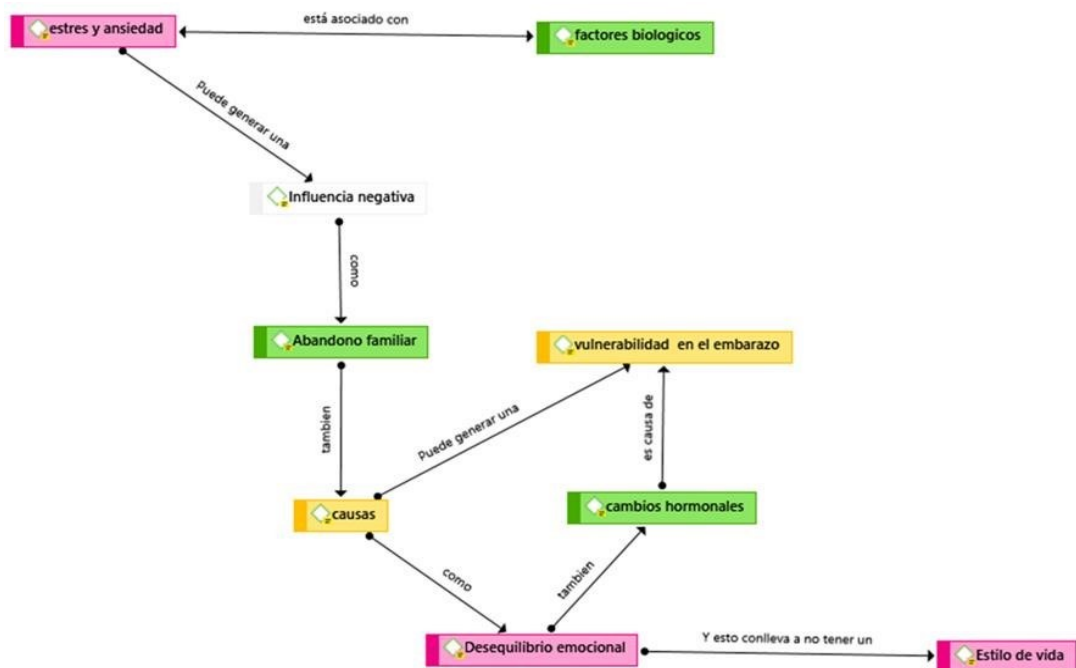 está asociado con
estres y ansiedad
factores biologicos
Puede generar una
Influencia negativa
como
Abandono familiar
vulnerabilidad en el embarazo
tambien
Puede generar una
es causa de
causas
cambios hormonales
como
tambien
Desequilibrio emocional
Y esto conlleva a no tener un
Estilo de vida